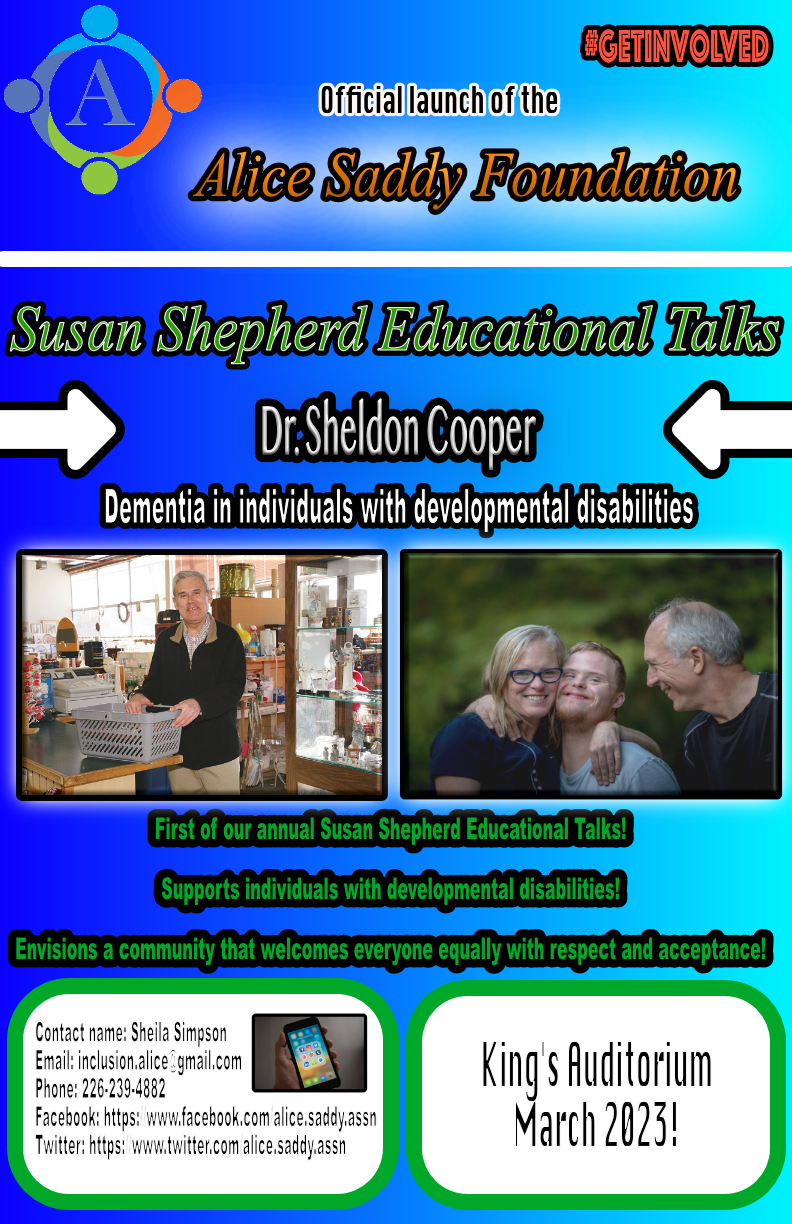 A
#GETINVOLVED
Official launch of the
Alice Saddy Foundation
Susan Shepherd Educational Talks
Dr. Sheldon Cooper
Dementia in individuals with developmental disabilities
First of our annual Susan Shepherd Educational Talks!
Supports individuals with developmental disabilities!
Envisions a community that welcomes everyone equally with respect and acceptance!
Contact name: Sheila Simpson
Email: inclusion.alice@gmail.com
Phone: 226-239-4882
Facebook: https://www.facebook.com/alice.saddy.assn
Twitter: https://www.twitter.com/alice.saddy.assn
King's Auditorium
March 2023!